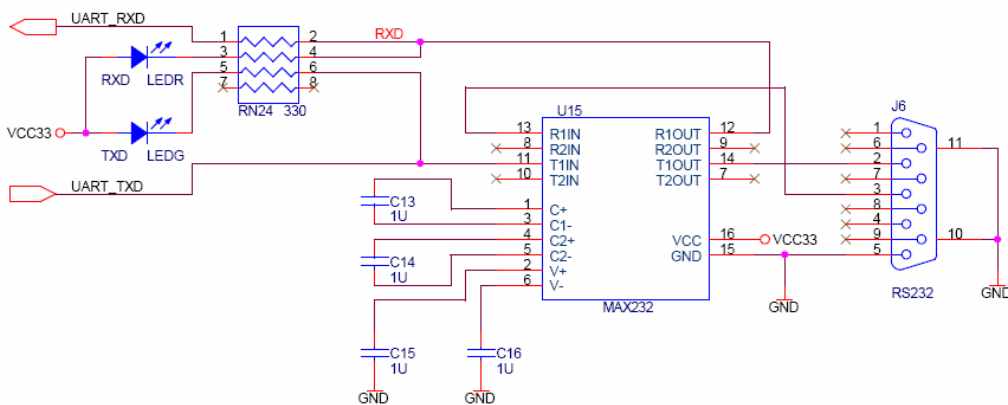 UART_RXD
1 2 RXD
3 4
RXD LEDR 5 6
7 8
RN24 330
U15
J6
VCC33
TXD LEDG
UART_TXD
13 R1IN R1OUT 12
8 R2IN R2OUT 9
11 T1IN T1OUT 14
10 T2IN T2OUT 7
1 C+
3 C1-
4 C2+ VCC 16 VCC33
5 C2- GND 15
2 V+
6 V-
MAX232
C13
1U
C14
1U
C15
1U
C16
1U
GND
GND
GND
1
6
2
7
3
8
4
9
5
11
10
RS232
GND